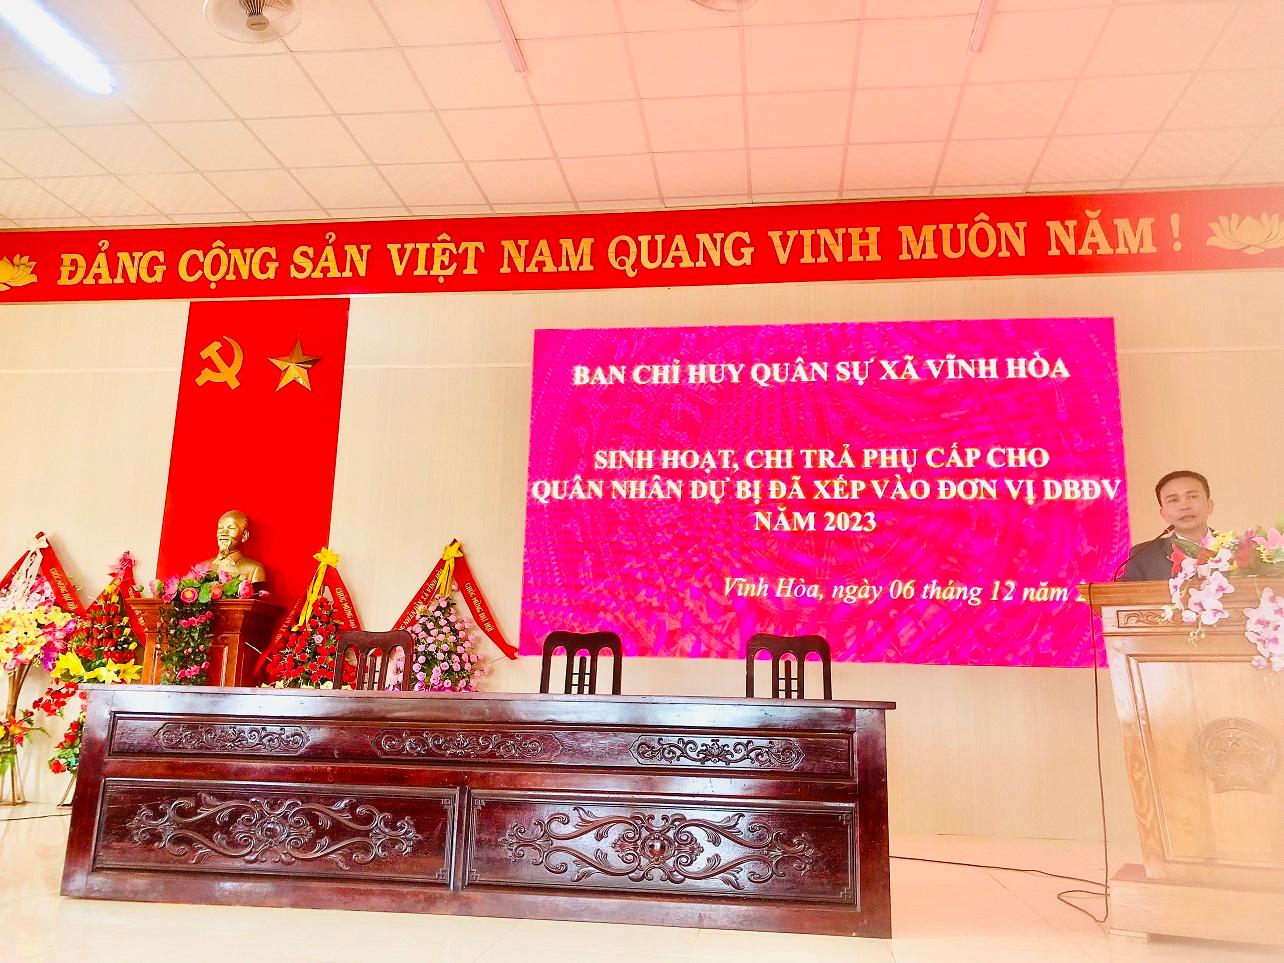 ĐẢNG CỘNG SẢN VIỆT NAM QUANG VINH MUÔN NĂM !
BAN CHỈ HUY QUÂN SỰ XÃ VĨNH HÒA
SINH HOẠT, CHI TRẢ PHỤ CẤP CHO
QUÂN NHÂN DỰ BỊ ĐÃ XẾP VÀO ĐƠN VỊ DBĐV
NĂM 2023
Vĩnh Hòa, ngày 06 tháng 12 năm 2